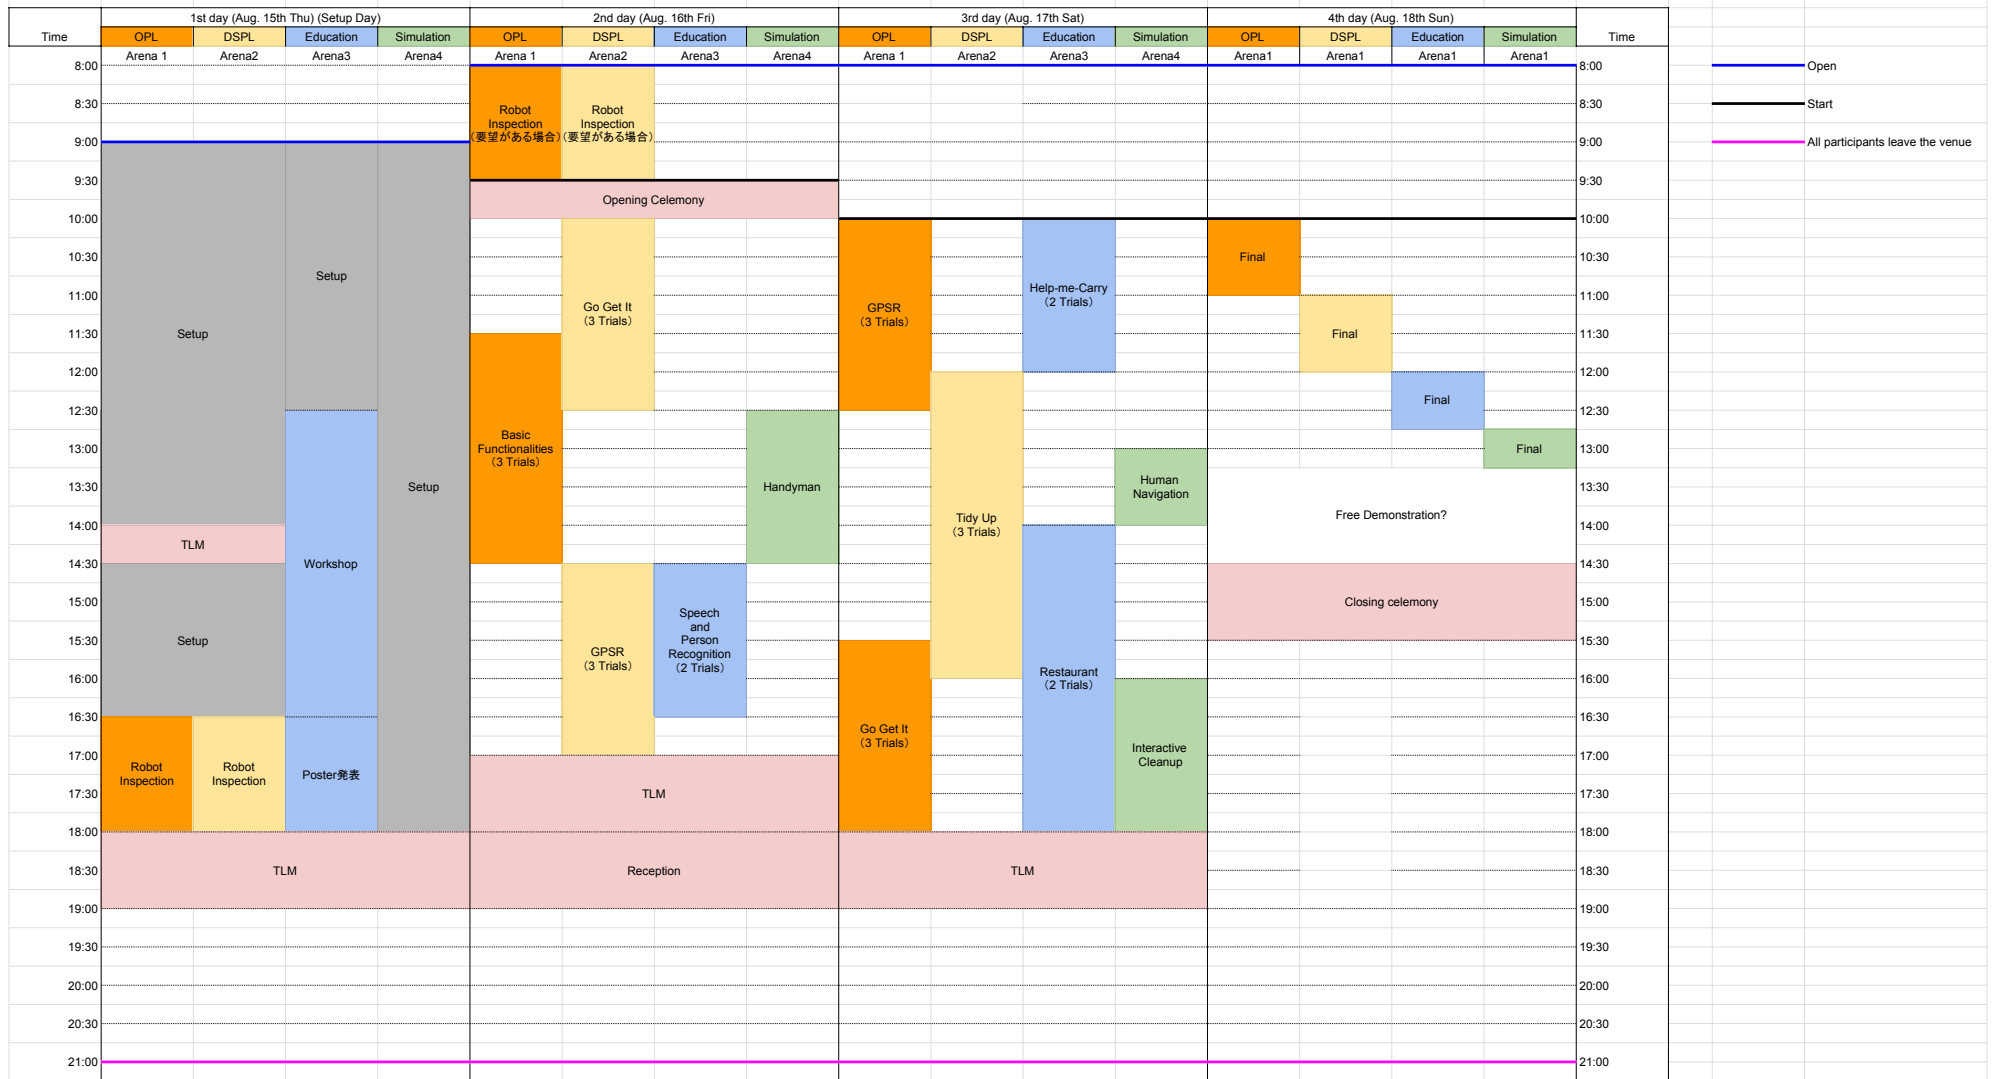 1st day (Aug. 15th Thu) (Setup Day) 2nd day (Aug. 16th Fri) 3rd day (Aug. 17th Sat) 4th day (Aug. 18th Sun)
Time OPL DSPL Education Simulation OPL DSPL Education Simulation OPL DSPL Education Simulation OPL DSPL Education Simulation Time
Arena 1 Arena2 Arena3 Arena4 Arena 1 Arena2 Arena3 Arena4 Arena 1 Arena2 Arena3 Arena4 Arena1 Arena1 Arena1 Arena1
8:00 8:00 Open
8:30 8:30 Start
Robot
Inspection
(要望がある場合)
Robot
Inspection
(要望がある場合)
9:00 9:00 All participants leave the venue
9:30 9:30
Opening Celemony
10:00 10:00
10:30 Final 10:30
Setup
Help-me-Carry
(2 Trials)
11:00 11:00
Go Get It
(3 Trials)
GPSR
(3 Trials)
11:30 Setup Final 11:30
12:00 12:00
Final
12:30 12:30
Basic
Functionalities
(3 Trials)
13:00 Final 13:00
13:30 Setup Handyman 13:30
Human
Navigation
Tidy Up
(3 Trials)
Free Demonstration?
14:00 14:00
TLM
Workshop
14:30 14:30
15:00 Closing celemony 15:00
Speech
and
Person
Recognition
(2 Trials)
15:30 Setup 15:30
GPSR
(3 Trials)
Restaurant
(2 Trials)
16:00 16:00
16:30 16:30
Go Get It
(3 Trials)
17:00 17:00
Interactive
Cleanup
Robot
Inspection
Robot
Inspection
Poster発表
17:30 TLM 17:30
18:00 18:00
18:30 TLM Reception TLM 18:30
19:00 19:00
19:30 19:30
20:00 20:00
20:30 20:30
21:00 21:00